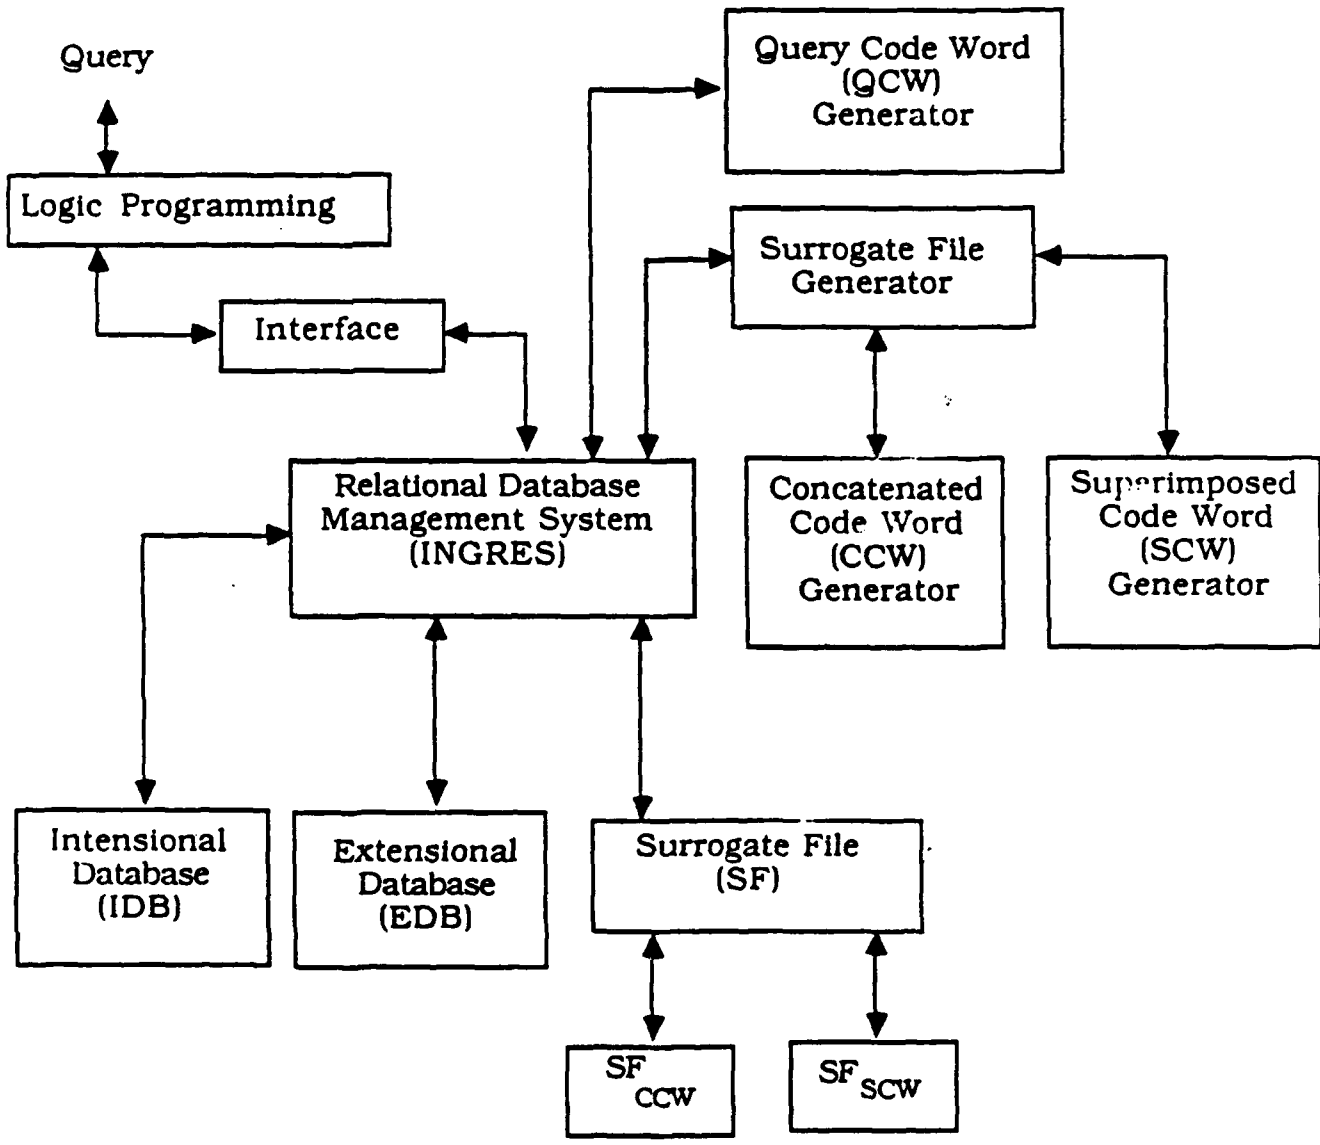 Query
Logic Programming
Interface
Query Code Word
(QCW)
Generator
Surrogate File
Generator
Relational Database
Management System
(INGRES)
Concatenated
Code Word
(CCW)
Generator
Superimposed
Code Word
(SCW)
Generator
Intensional
Database
(IDB)
Extensional
Database
(EDB)
Surrogate File
(SF)
SF
CCW
SF SCW